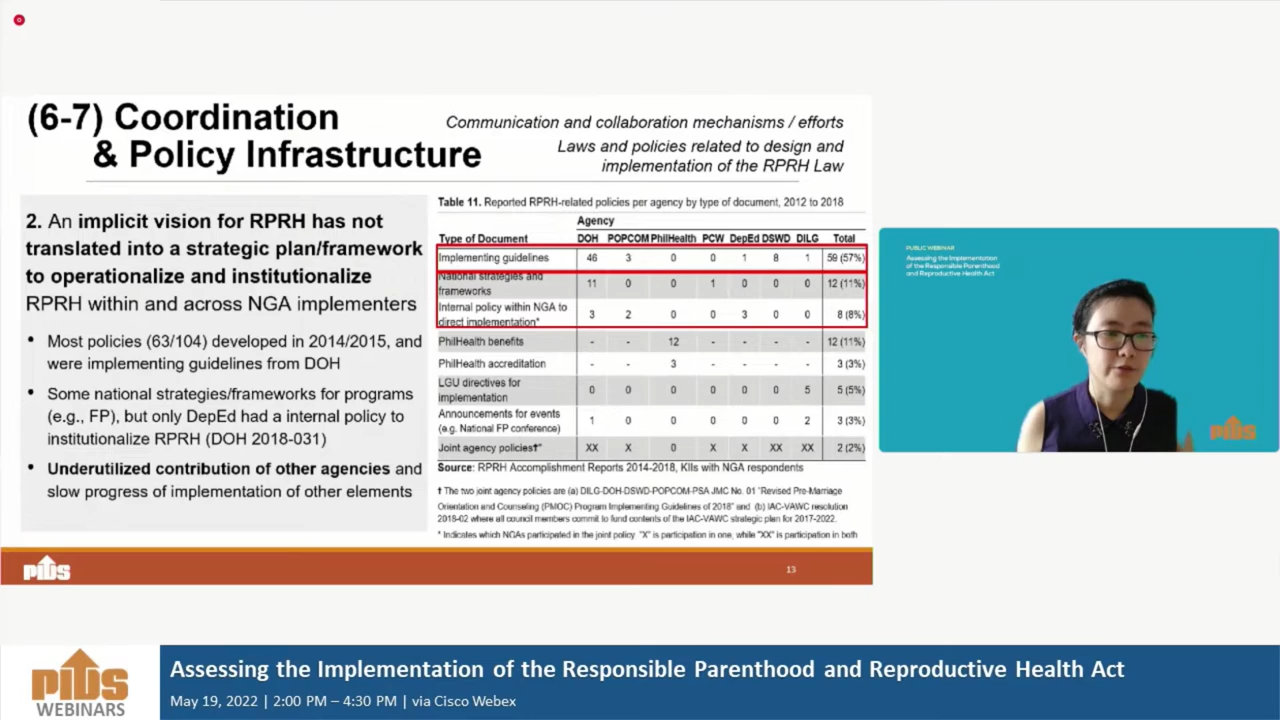 (6-7) Coordination
& Policy Infrastructure
Communication and collaboration mechanisms / efforts
Laws and policies related to design and
implementation of the RPRH Law
2. An implicit vision for RPRH has not
translated into a strategic plan/framework
to operationalize and institutionalize
RPRH within and across NGA implementers
• Most policies (63/104) developed in 2014/2015, and
were implementing guidelines from DOH
• Some national strategies/frameworks for programs
(e.g., FP), but only DepEd had a internal policy to
institutionalize RPRH (DOH 2018-031)
• Underutilized contribution of other agencies and
slow progress of implementation of other elements
Table 11. Reported RPRH-related policies per agency by type of document, 2012 to 2018
Agency
Type of Document DOH POPCOM PhilHealth PCW DepEd DSWD DILG Total
Implementing guidelines 46 3 0 0 1 8 1 59 (57%)
National strategies and
frameworks 11 0 0 1 0 0 0 12 (11%)
Internal policy within NGA to
direct implementation* 3 2 0 0 3 0 0 8 (8%)
PhilHealth benefits - - 12 - - - - 12 (11%)
PhilHealth accreditation - - 3 - - - - 3 (3%)
LGU directives for
implementation 0 0 0 0 0 0 5 5 (5%)
Announcements for events
(e.g. National FP conference) 1 0 0 0 0 0 2 3 (3%)
Joint agency policies†* XX X 0 X X XX XX 2 (2%)
Source: RPRH Accomplishment Reports 2014-2018, KIIs with NGA respondents
† The two joint agency policies are (a) DILG-DOH-DSWD-POPCOM-PSA JMC No. 01 "Revised Pre-Marriage
Orientation and Counseling (PMOC) Program Implementing Guidelines of 2018" and (b) IAC-VAWC resolution
2018-02 where all council members commit to fund contents of the IAC-VAWC strategic plan for 2017-2022.
* Indicates which NGAs participated in the joint policy "X" is participation in one, while "XX" is participation in both
pids
13
PUBLIC WEBINAR
Assessing the Implementation
of the Responsible Parenthood
and Reproductive Health Act
pids
pids
WEBINARS
Assessing the Implementation of the Responsible Parenthood and Reproductive Health Act
May 19, 2022 | 2:00 PM – 4:30 PM | via Cisco Webex